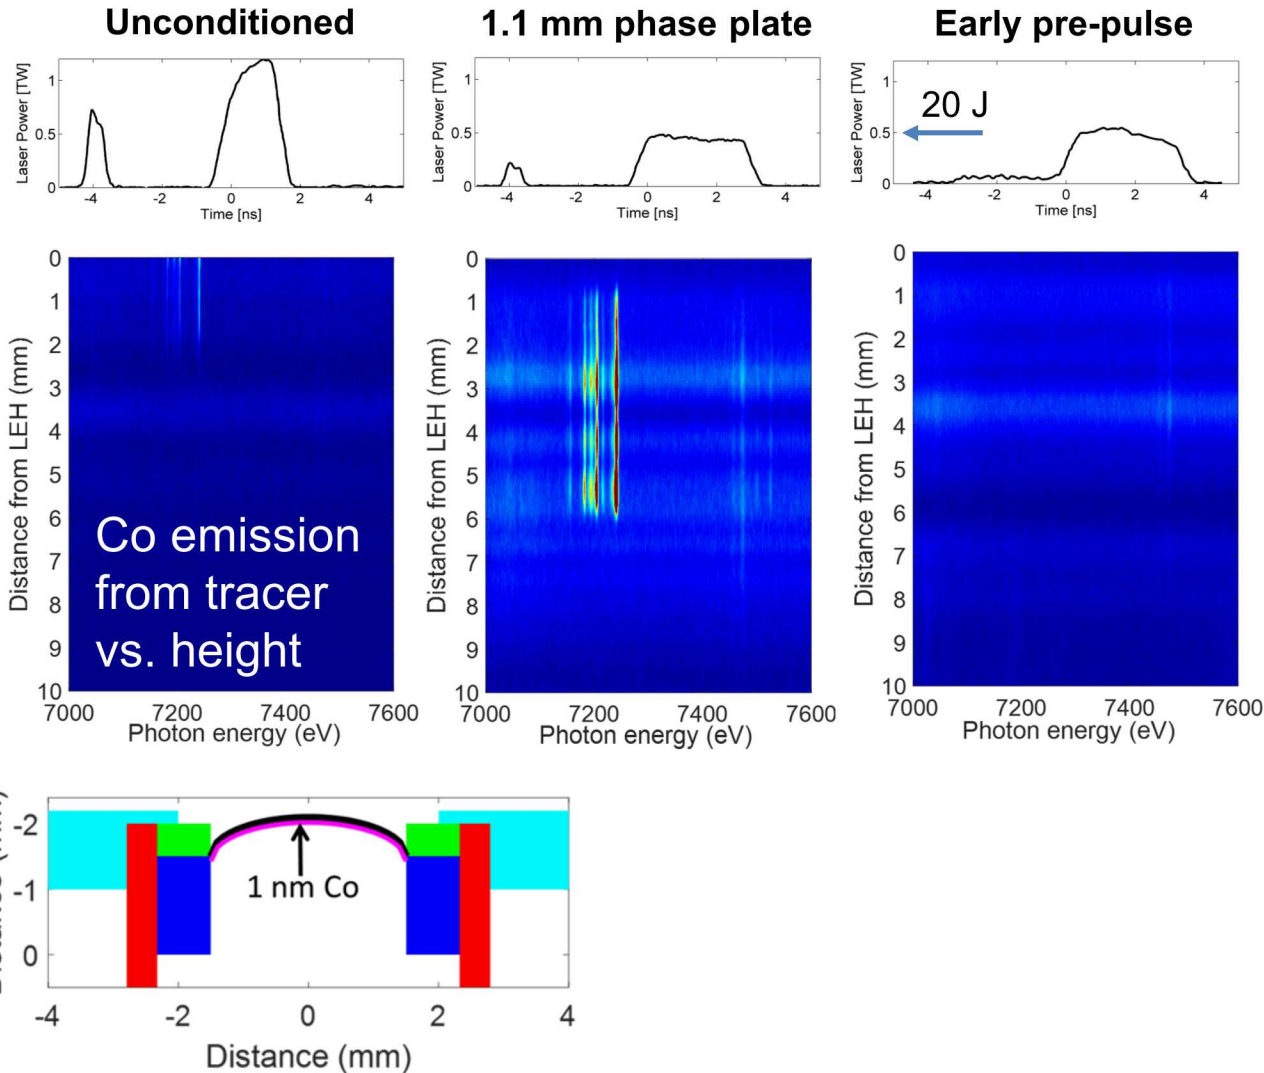 Unconditioned
1.1 mm phase plate
Early pre-pulse
Laser Power [TW]
1
0.5
0
-4 -2 0 2 4
Time [ns]
Laser Power [TW]
1
0.5
0
-4 -2 0 2 4
Time [ns]
Laser Power [TW]
1
0.5
0
20 J
-4 -2 0 2 4
Time [ns]
Distance from LEH (mm)
0
1
2
3
4
5
6
7
8
9
10
Co emission
from tracer
vs. height
7000 7200 7400 7600
Photon energy (eV)
Distance from LEH (mm)
0
1
2
3
4
5
6
7
8
9
10
7000 7200 7400 7600
Photon energy (eV)
Distance from LEH (mm)
0
1
2
3
4
5
6
7
8
9
10
7000 7200 7400 7600
Photon energy (eV)
-2
-1
0
1 nm Co
-4 -2 0 2 4
Distance (mm)